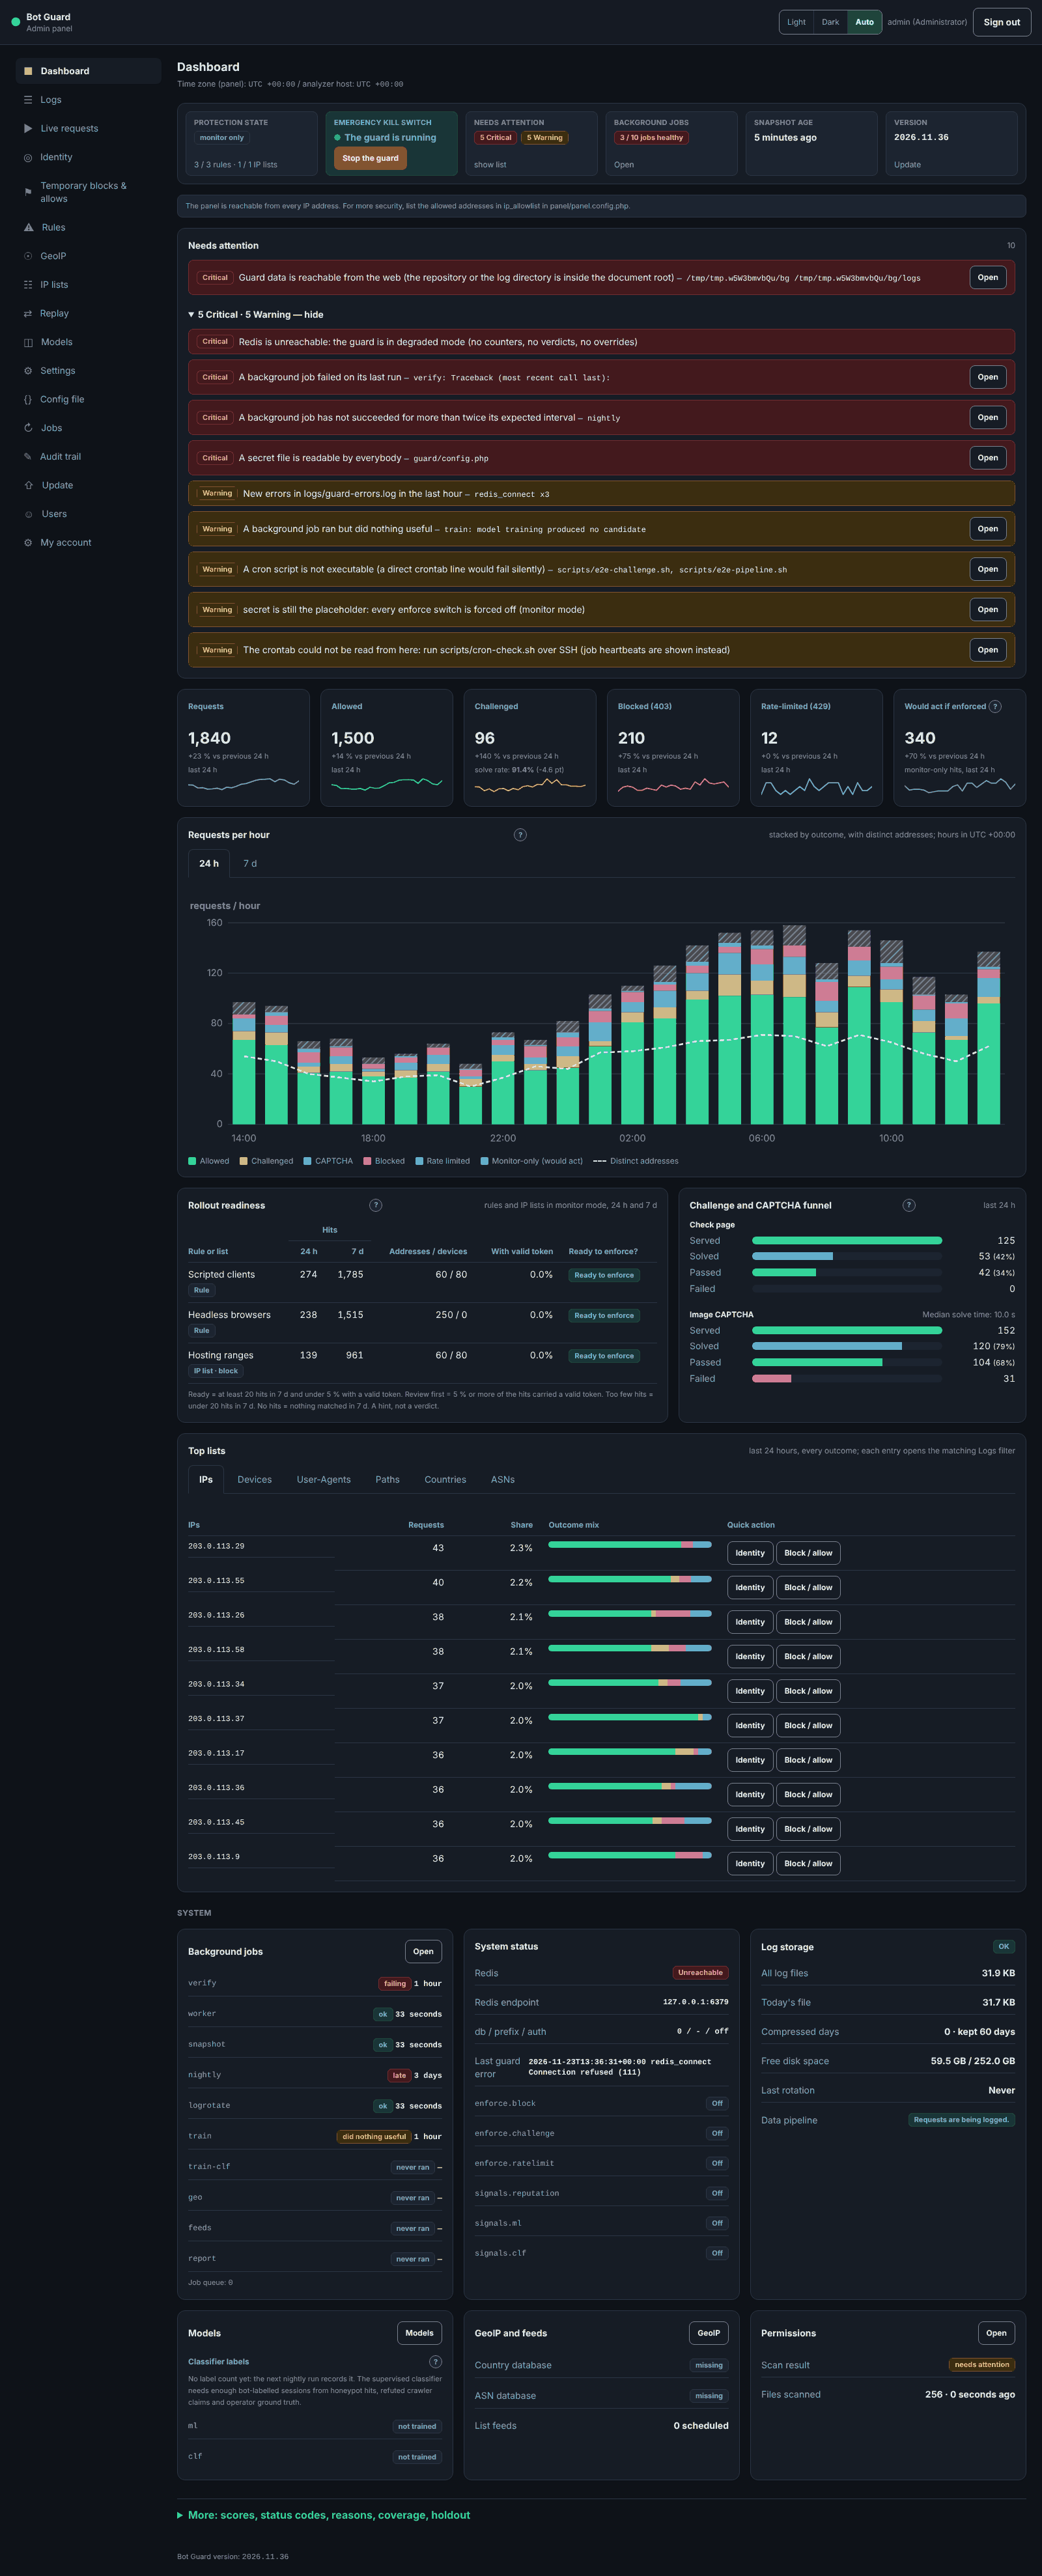 Bot Guard
Admin panel
Light Dark Auto admin (Administrator) Sign out
Dashboard
Logs
Live requests
Identity
Temporary blocks &
allows
Rules
GeoIP
IP lists
Replay
Models
Settings
Config file
Jobs
Audit trail
Update
Users
My account
Dashboard
Time zone (panel): UTC +00:00 / analyzer host: UTC +00:00
PROTECTION STATE
monitor only
3 / 3 rules · 1 / 1 IP lists
EMERGENCY KILL SWITCH
The guard is running
Stop the guard
NEEDS ATTENTION
5 Critical 5 Warning
show list
BACKGROUND JOBS
3 / 10 jobs healthy
Open
SNAPSHOT AGE
5 minutes ago
VERSION
2026.11.36
Update
The panel is reachable from every IP address. For more security, list the allowed addresses in ip_allowlist in panel/panel.config.php.
Needs attention 10
Critical Guard data is reachable from the web (the repository or the log directory is inside the document root) — /tmp/tmp.w5W3bmvbQu/bg /tmp/tmp.w5W3bmvbQu/bg/logs Open
▼ 5 Critical · 5 Warning — hide
Critical Redis is unreachable: the guard is in degraded mode (no counters, no verdicts, no overrides)
Critical A background job failed on its last run — verify: Traceback (most recent call last): Open
Critical A background job has not succeeded for more than twice its expected interval — nightly Open
Critical A secret file is readable by everybody — guard/config.php Open
Warning New errors in logs/guard-errors.log in the last hour — redis_connect x3
Warning A background job ran but did nothing useful — train: model training produced no candidate Open
Warning A cron script is not executable (a direct crontab line would fail silently) — scripts/e2e-challenge.sh, scripts/e2e-pipeline.sh Open
Warning secret is still the placeholder: every enforce switch is forced off (monitor mode) Open
Warning The crontab could not be read from here: run scripts/cron-check.sh over SSH (job heartbeats are shown instead) Open
Requests
1,840
+23 % vs previous 24 h
last 24 h
Allowed
1,500
+14 % vs previous 24 h
last 24 h
Challenged
96
+140 % vs previous 24 h
solve rate: 91.4% (-4.6 pt)
Blocked (403)
210
+75 % vs previous 24 h
last 24 h
Rate-limited (429)
12
+0 % vs previous 24 h
last 24 h
Would act if enforced ?
340
+70 % vs previous 24 h
monitor-only hits, last 24 h
Requests per hour ? stacked by outcome, with distinct addresses; hours in UTC +00:00
24 h 7 d
requests / hour
160
120
80
40
0
14:00 18:00 22:00 02:00 06:00 10:00
Allowed Challenged CAPTCHA Blocked Rate limited Monitor-only (would act) Distinct addresses
Rollout readiness ? rules and IP lists in monitor mode, 24 h and 7 d
Hits
Rule or list 24 h 7 d Addresses / devices With valid token Ready to enforce?
Scripted clients 274 1,785 60 / 80 0.0% Ready to enforce
Rule
Headless browsers 238 1,515 250 / 0 0.0% Ready to enforce
Rule
Hosting ranges 139 961 60 / 80 0.0% Ready to enforce
IP list · block
Ready = at least 20 hits in 7 d and under 5 % with a valid token. Review first = 5 % or more of the hits carried a valid token. Too few hits =
under 20 hits in 7 d. No hits = nothing matched in 7 d. A hint, not a verdict.
Challenge and CAPTCHA funnel ? last 24 h
Check page
Served 125
Solved 53 (42%)
Passed 42 (34%)
Failed 0
Image CAPTCHA Median solve time: 10.0 s
Served 152
Solved 120 (79%)
Passed 104 (68%)
Failed 31
Top lists last 24 hours, every outcome; each entry opens the matching Logs filter
IPs Devices User-Agents Paths Countries ASNs
IPs Requests Share Outcome mix Quick action
203.0.113.29 43 2.3% Identity Block / allow
203.0.113.55 40 2.2% Identity Block / allow
203.0.113.26 38 2.1% Identity Block / allow
203.0.113.58 38 2.1% Identity Block / allow
203.0.113.34 37 2.0% Identity Block / allow
203.0.113.37 37 2.0% Identity Block / allow
203.0.113.17 36 2.0% Identity Block / allow
203.0.113.36 36 2.0% Identity Block / allow
203.0.113.45 36 2.0% Identity Block / allow
203.0.113.9 36 2.0% Identity Block / allow
SYSTEM
Background jobs Open
verify failing 1 hour
worker ok 33 seconds
snapshot ok 33 seconds
nightly late 3 days
logrotate ok 33 seconds
train did nothing useful 1 hour
train-clf never ran —
geo never ran —
feeds never ran —
report never ran —
Job queue: 0
System status
Redis Unreachable
Redis endpoint 127.0.0.1:6379
db / prefix / auth 0 / - / off
Last guard error 2026-11-23T13:36:31+00:00 redis_connect
Connection refused (111)
enforce.block Off
enforce.challenge Off
enforce.ratelimit Off
signals.reputation Off
signals.ml Off
signals.clf Off
Log storage OK
All log files 31.9 KB
Today's file 31.7 KB
Compressed days 0 · kept 60 days
Free disk space 59.5 GB / 252.0 GB
Last rotation Never
Data pipeline Requests are being logged.
Models Models
Classifier labels ?
No label count yet: the next nightly run records it. The supervised classifier
needs enough bot-labelled sessions from honeypot hits, refuted crawler
claims and operator ground truth.
ml not trained
clf not trained
GeoIP and feeds GeoIP
Country database missing
ASN database missing
List feeds 0 scheduled
Permissions Open
Scan result needs attention
Files scanned 256 · 0 seconds ago
▶ More: scores, status codes, reasons, coverage, holdout
Bot Guard version: 2026.11.36